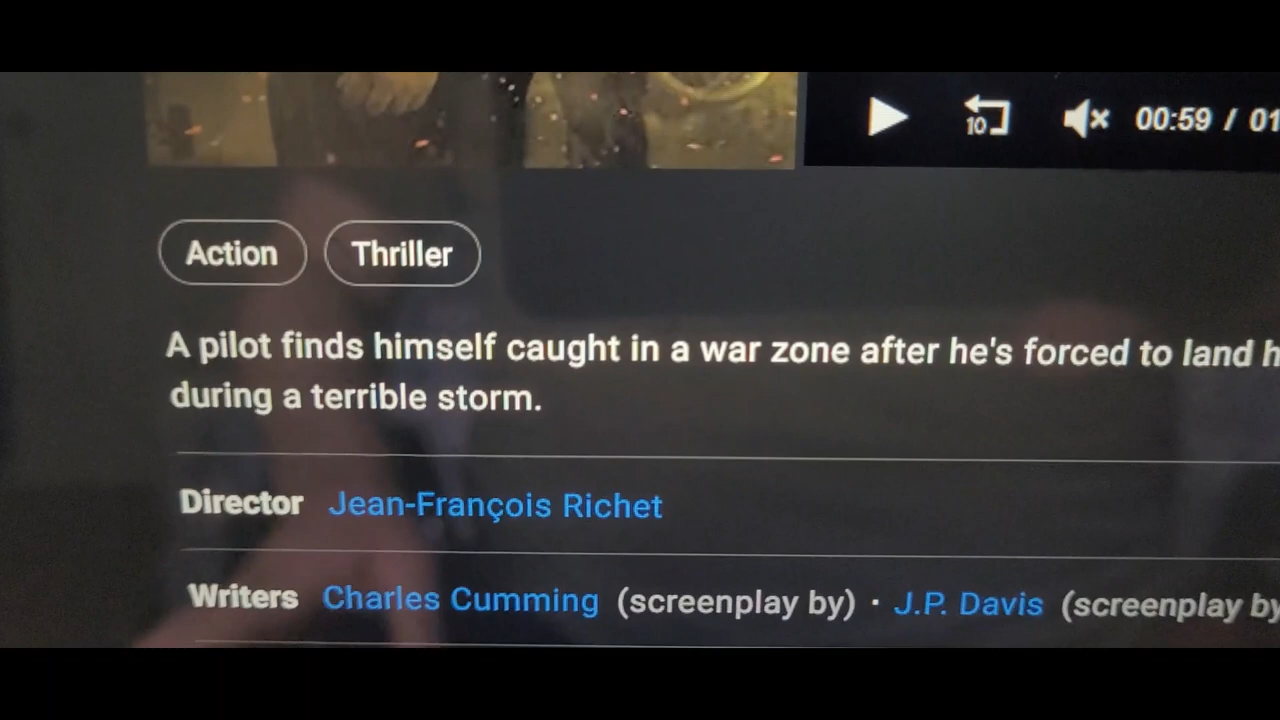 10 00:59 / 01
Action Thriller
A pilot finds himself caught in a war zone after he's forced to land h
during a terrible storm.
Director Jean-François Richet
Writers Charles Cumming (screenplay by) · J.P. Davis (screenplay by